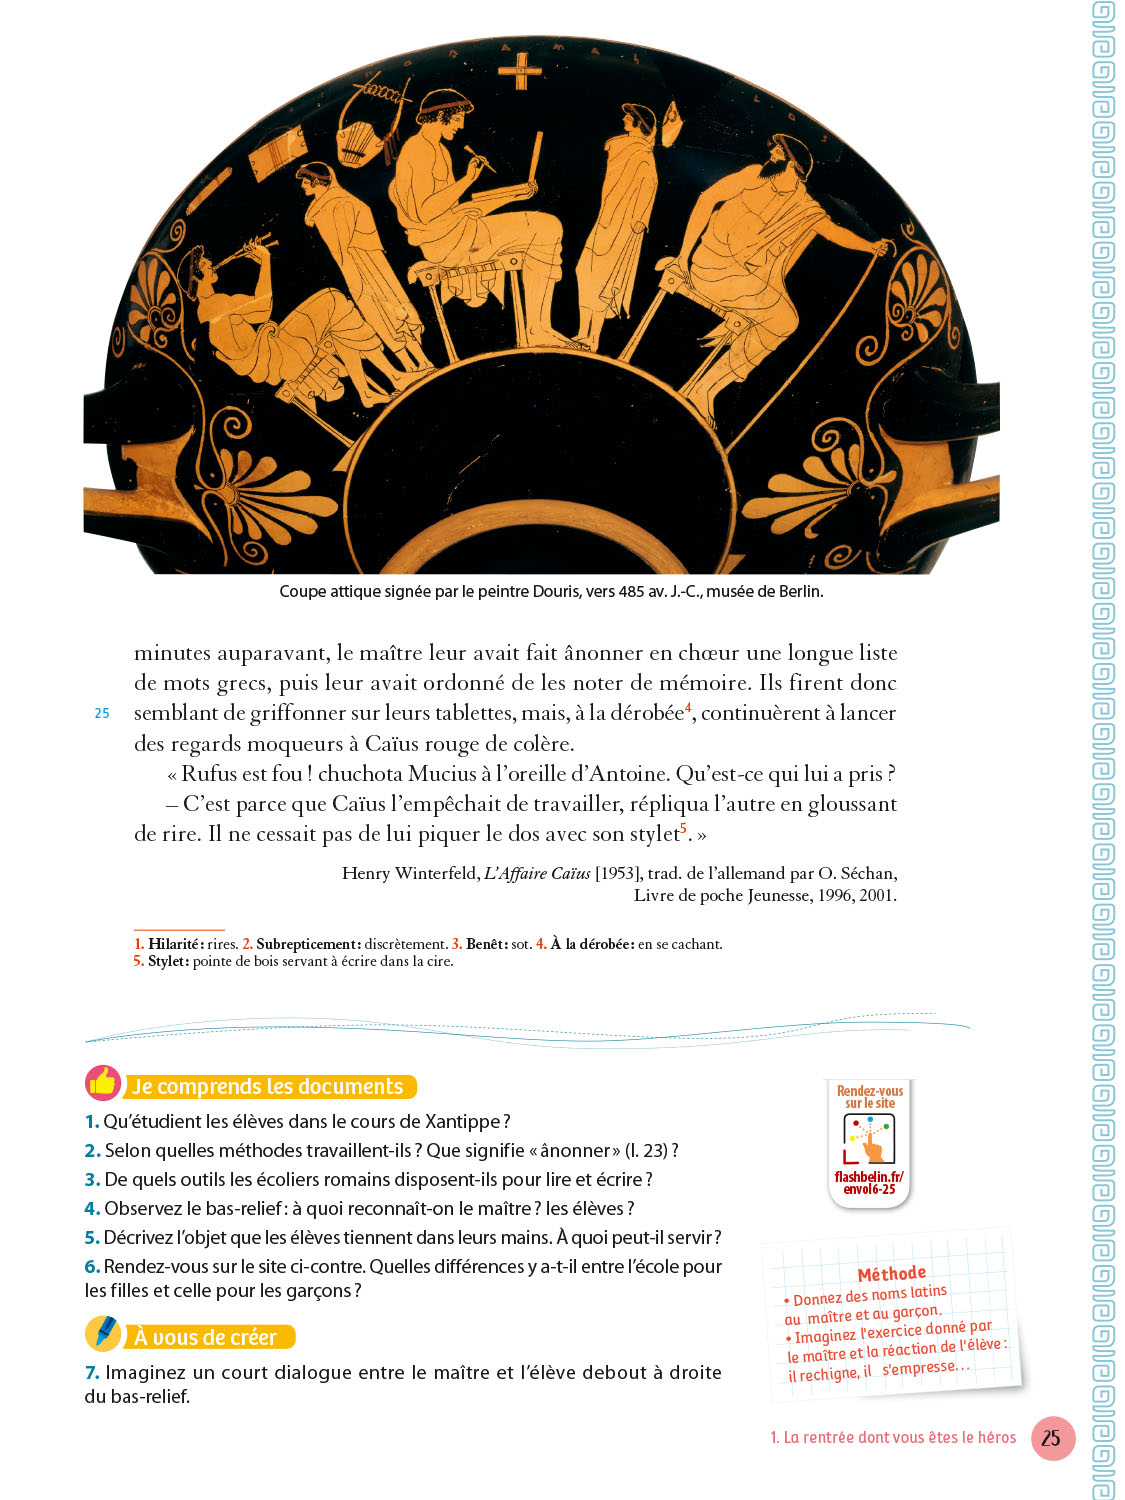 Coupe attique signée par le peintre Douris, vers 485 av. J.-C., musée de Berlin.
minutes auparavant, le maître leur avait fait ânonner en chœur une longue liste
de mots grecs, puis leur avait ordonné de les noter de mémoire. Ils firent donc
25 semblant de griffonner sur leurs tablettes, mais, à la dérobée4, continuèrent à lancer
des regards moqueurs à Caïus rouge de colère.
« Rufus est fou ! chuchota Mucius à l'oreille d'Antoine. Qu'est-ce qui lui a pris ?
– C'est parce que Caïus l'empêchait de travailler, répliqua l'autre en gloussant
de rire. Il ne cessait pas de lui piquer le dos avec son stylet5. »
Henry Winterfeld, L'Affaire Caïus [1953], trad. de l'allemand par O. Séchan,
Livre de poche Jeunesse, 1996, 2001.
1. Hilarité : rires. 2. Subrepticement : discrètement. 3. Benêt : sot. 4. À la dérobée : en se cachant.
5. Stylet : pointe de bois servant à écrire dans la cire.
Je comprends les documents
1. Qu'étudient les élèves dans le cours de Xantippe ?
2. Selon quelles méthodes travaillent-ils ? Que signifie « ânonner » (l. 23) ?
3. De quels outils les écoliers romains disposent-ils pour lire et écrire ?
4. Observez le bas-relief : à quoi reconnaît-on le maître ? les élèves ?
5. Décrivez l'objet que les élèves tiennent dans leurs mains. À quoi peut-il servir ?
6. Rendez-vous sur le site ci-contre. Quelles différences y a-t-il entre l'école pour
les filles et celle pour les garçons ?
À vous de créer
7. Imaginez un court dialogue entre le maître et l'élève debout à droite
du bas-relief.
Rendez-vous
sur le site
flashbelin.fr/
envol6-25
Méthode
• Donnez des noms latins
au maître et au garçon.
• Imaginez l'exercice donné par
le maître et la réaction de l'élève :
il rechigne, il s'empresse...
1. La rentrée dont vous êtes le héros 25